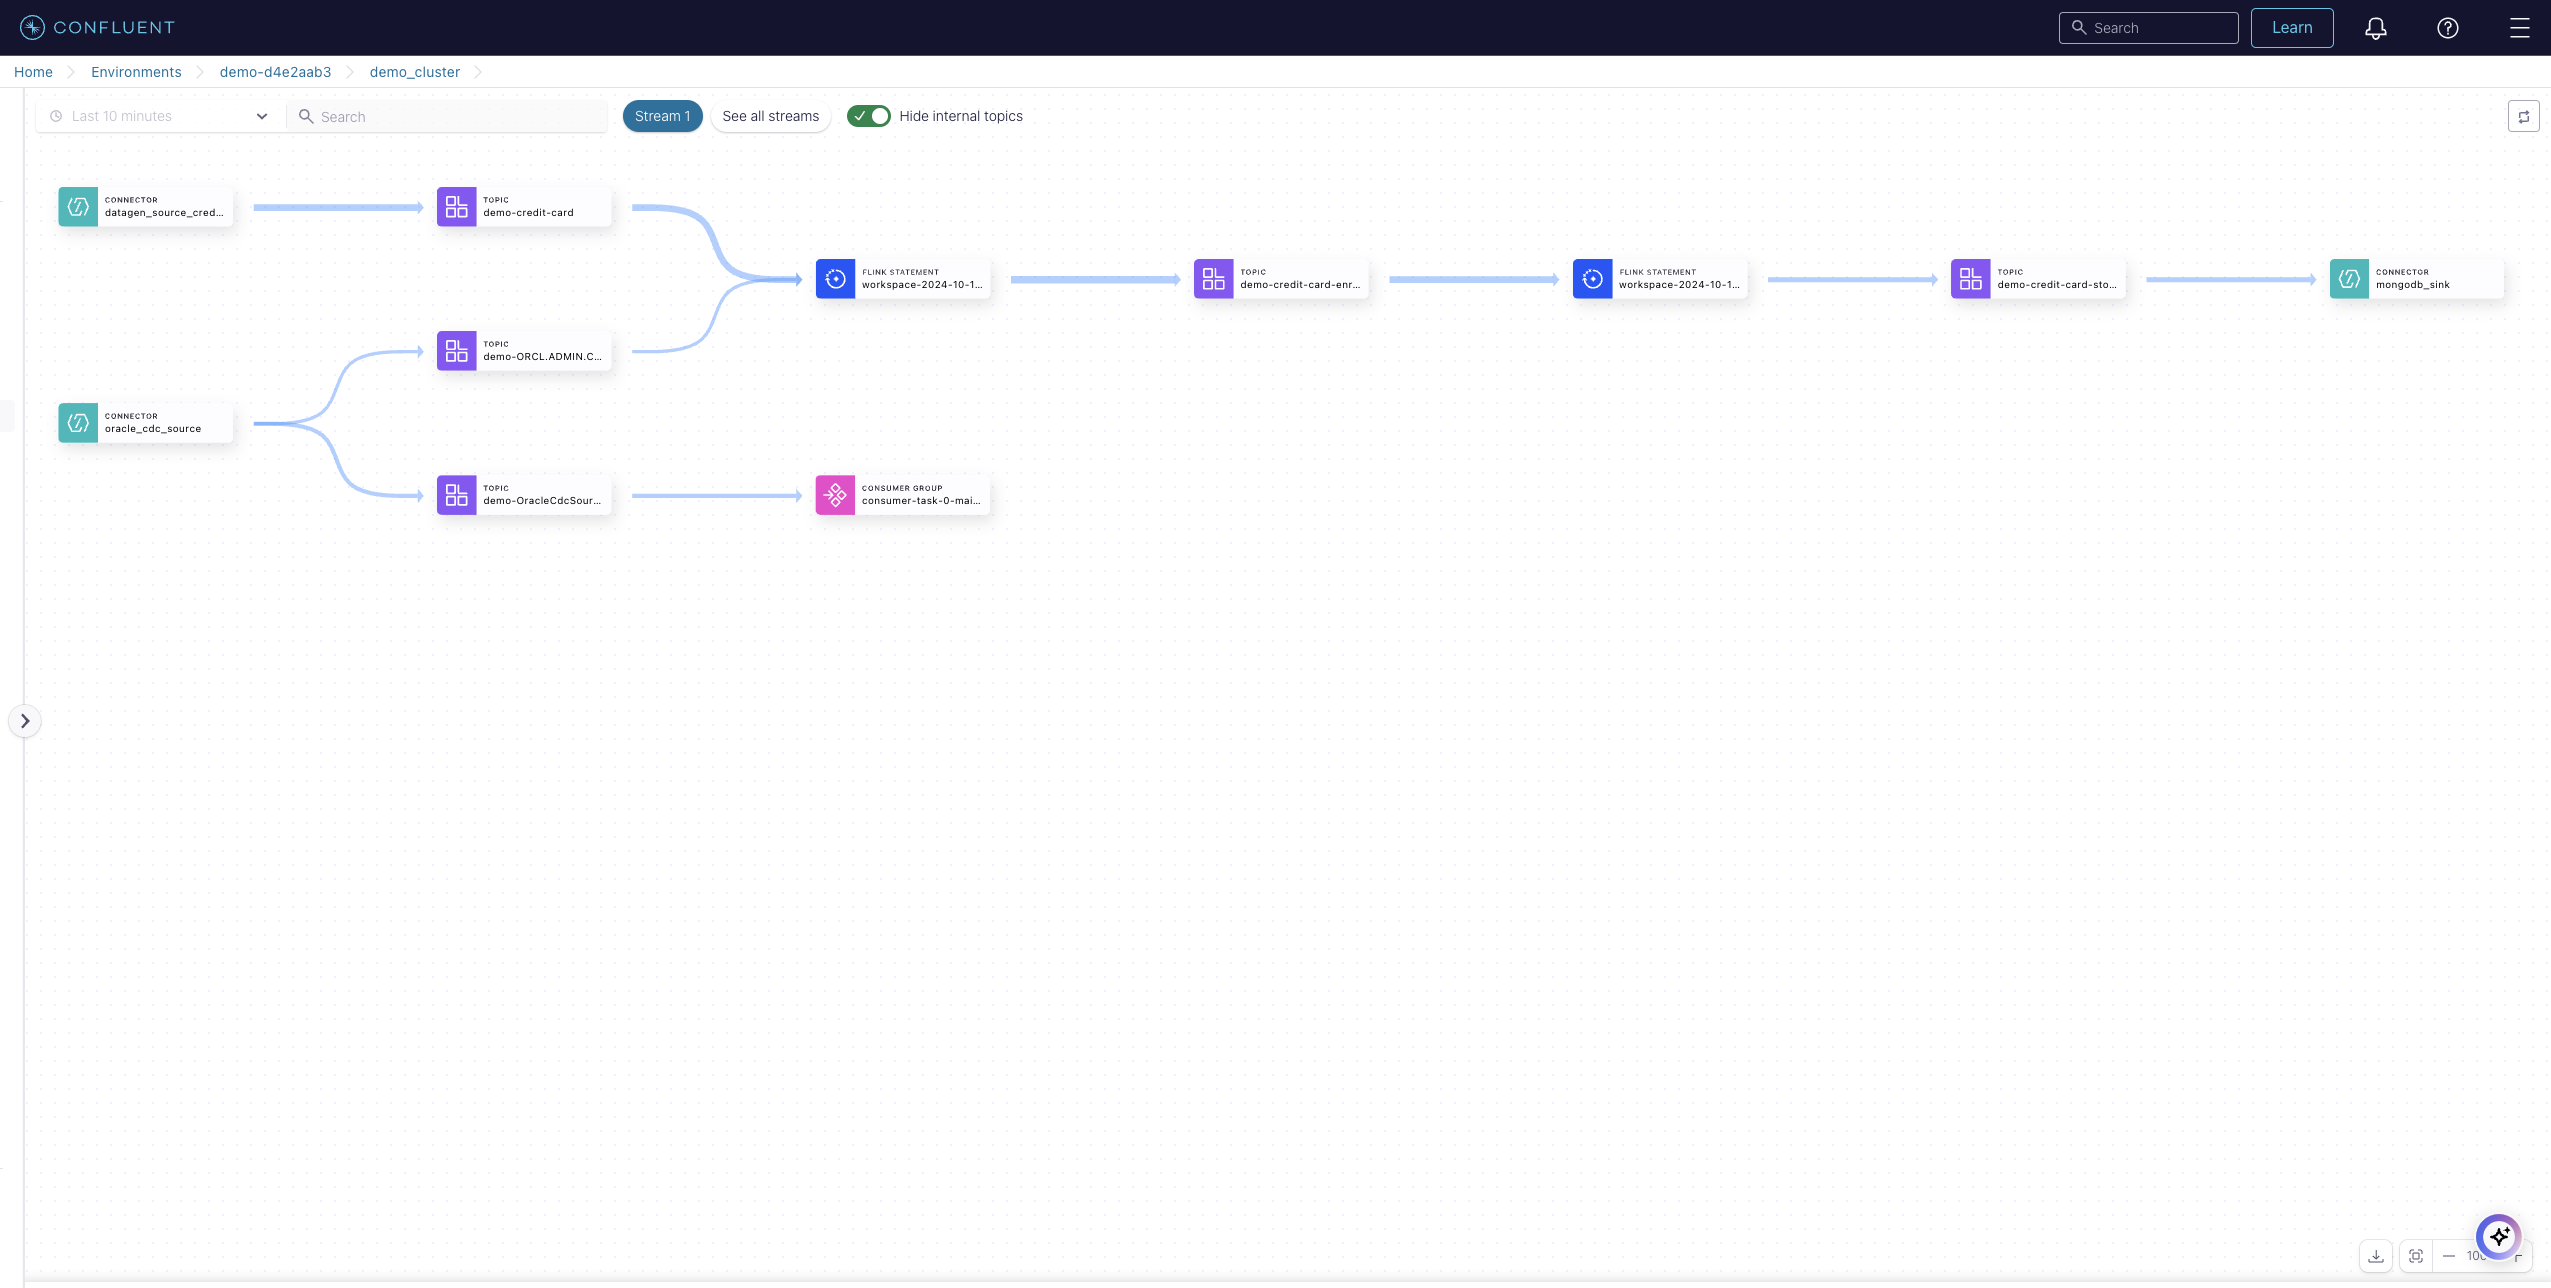 CONFLUENT
Search
Learn
Home
Environments
demo-d4e2aab3
demo_cluster
Last 10 minutes
Search
Stream 1
See all streams
Hide internal topics
CONNECTOR
datagen_source_cred...
TOPIC
demo-credit-card
FLINK STATEMENT
workspace-2024-10-1...
TOPIC
demo-credit-card-enr...
FLINK STATEMENT
workspace-2024-10-1...
TOPIC
demo-credit-card-sto...
CONNECTOR
mongodb_sink
TOPIC
demo-ORCL.ADMIN.C...
CONNECTOR
oracle_cdc_source
TOPIC
demo-OracleCdcSour...
CONSUMER GROUP
consumer-task-0-mai...